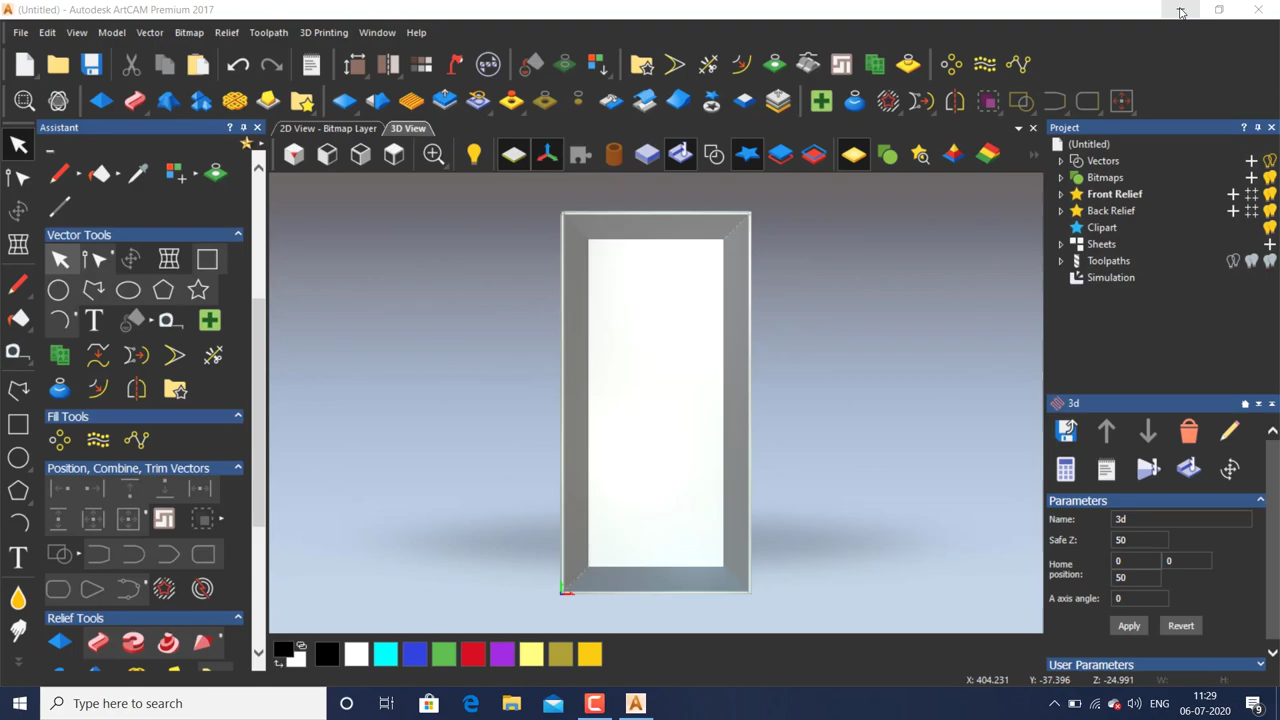 (Untitled) - Autodesk ArtCAM Premium 2017
File Edit View Model Vector Bitmap Relief Toolpath 3D Printing Window Help
Assistant
2D View - Bitmap Layer
3D View
Vector Tools
Fill Tools
Position, Combine, Trim Vectors
Relief Tools
Project
(Untitled)
Vectors
Bitmaps
Front Relief
Back Relief
Clipart
Sheets
Toolpaths
Simulation
3d
Parameters
Name: 3d
Safe Z: 50
Home position: 0 0
50
A axis angle: 0
Apply Revert
User Parameters
X: 404.231 Y: -37.396 Z: -24.991 W: H:
Type here to search
ENG
11:29
06-07-2020
9